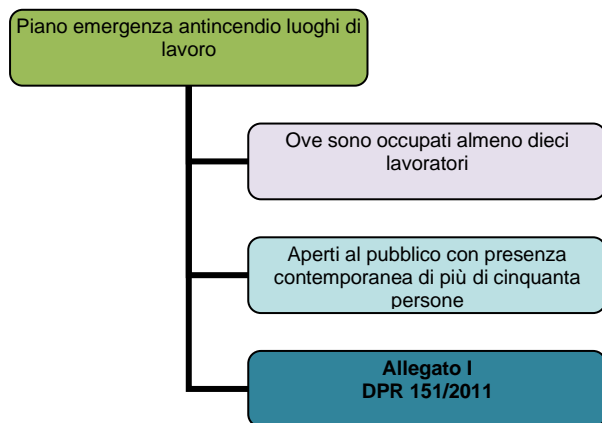 Piano emergenza antincendio luoghi di
lavoro
Ove sono occupati almeno dieci
lavoratori
Aperti al pubblico con presenza
contemporanea di più di cinquanta
persone
Allegato I
DPR 151/2011